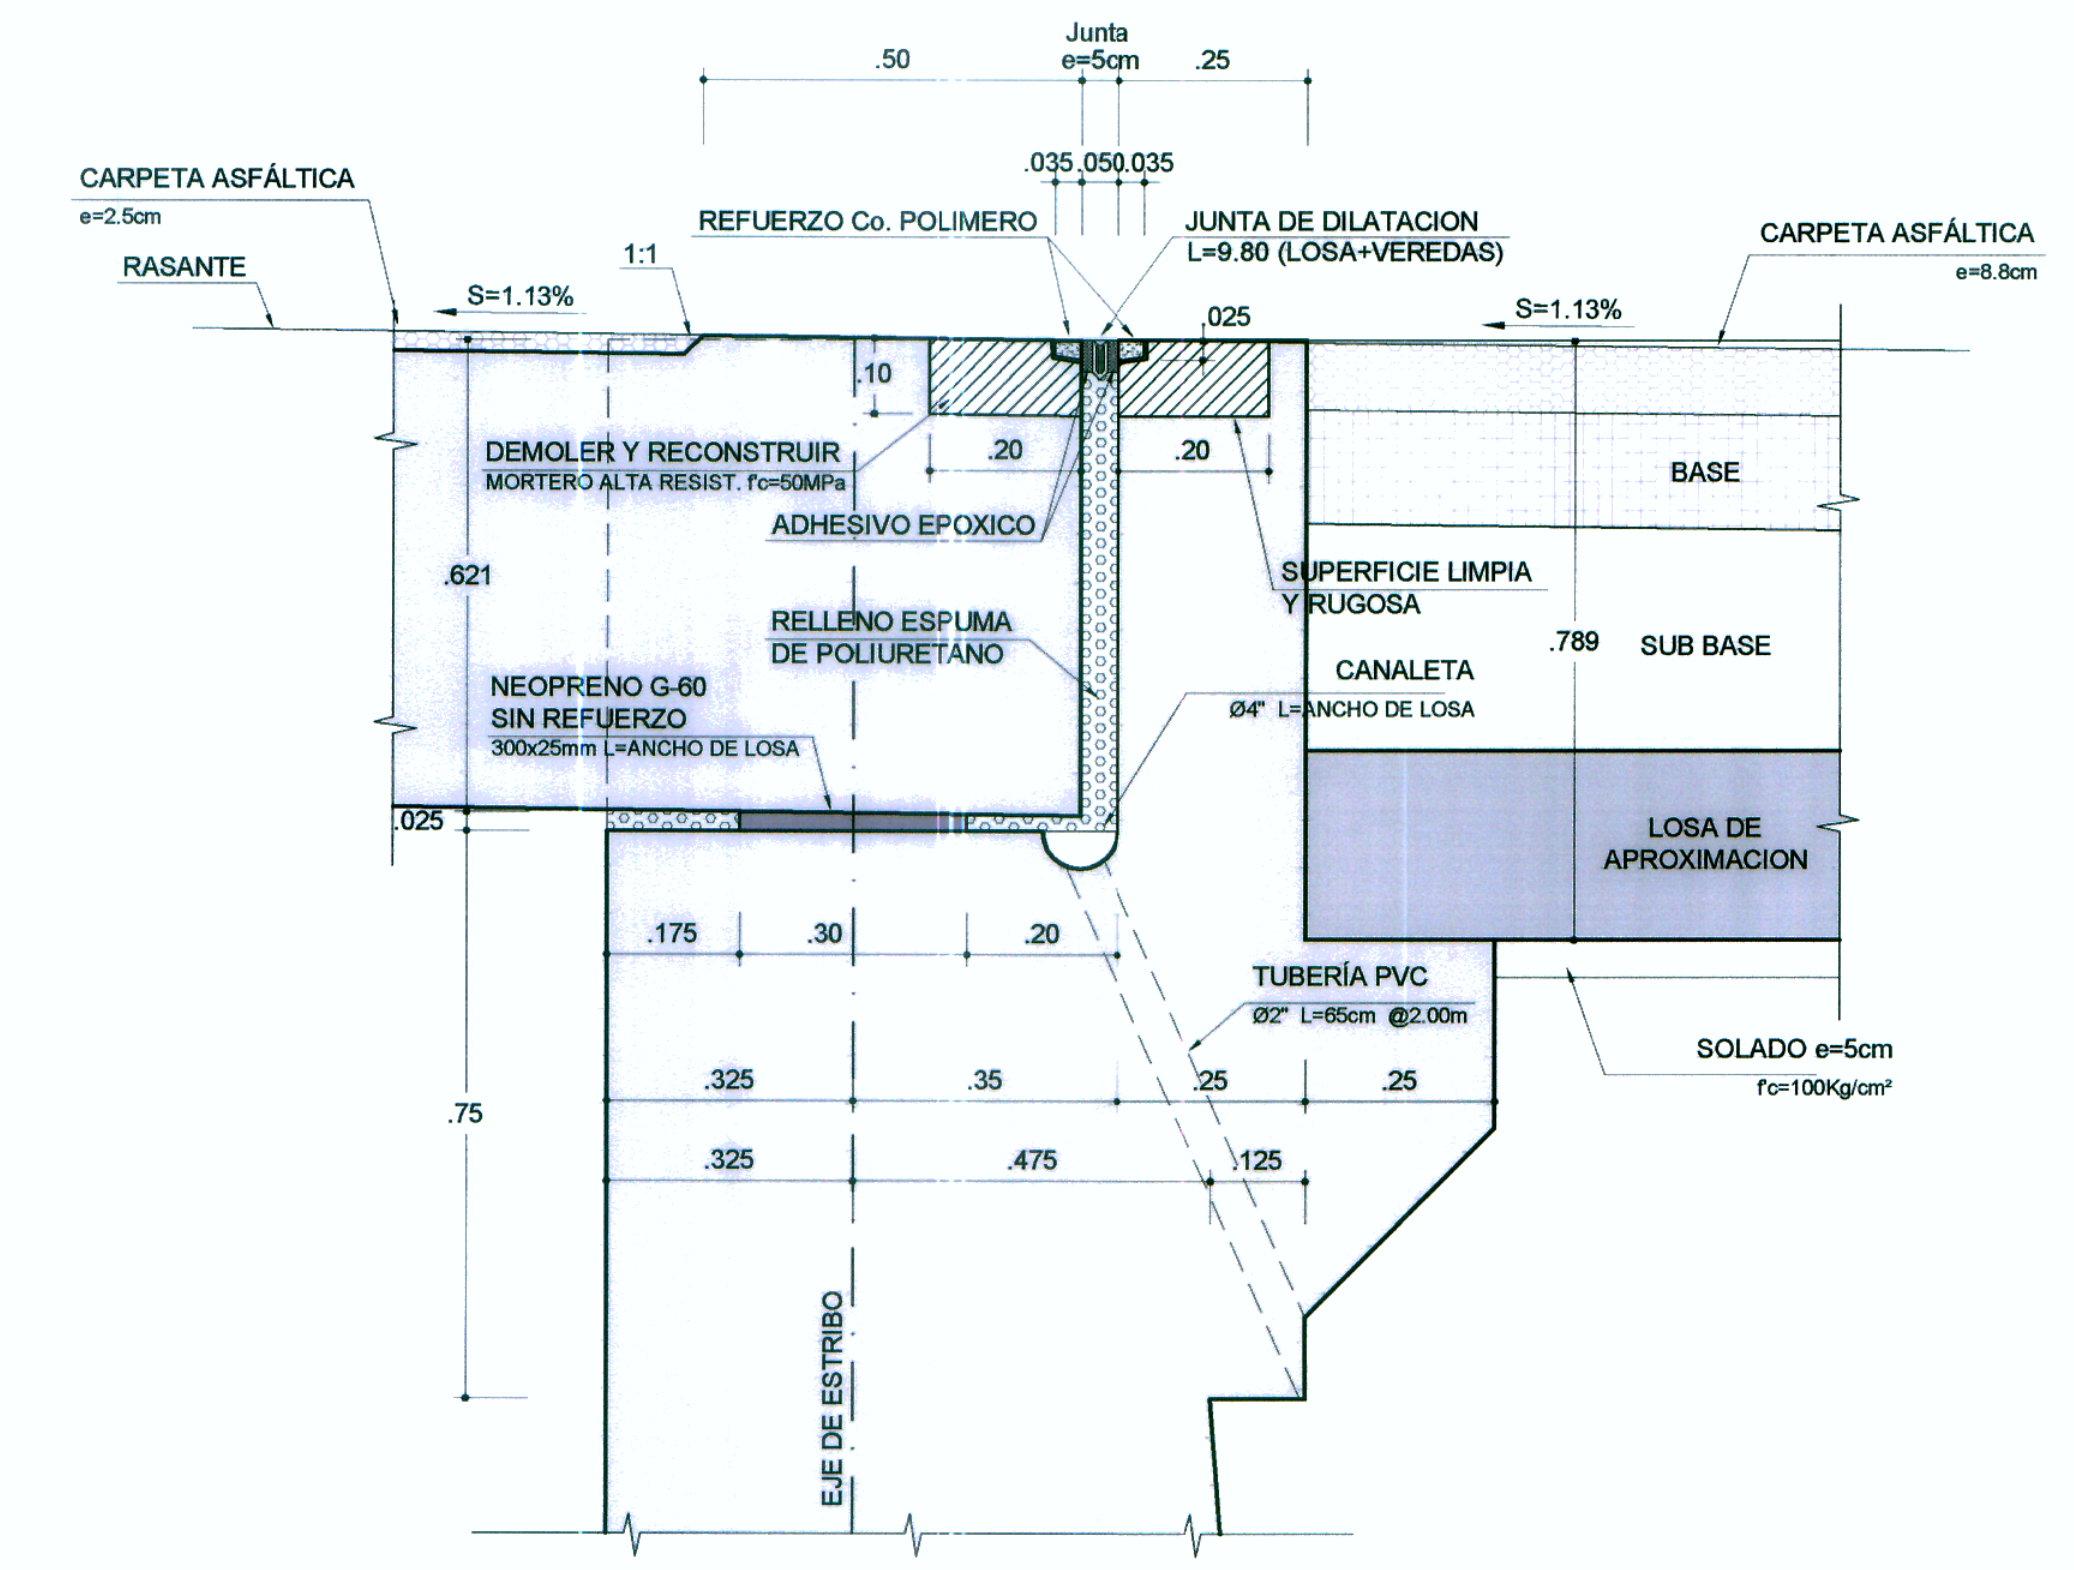 Junta
.50
e=5cm
.25
.035
.050
.035
CARPETA ASFÁLTICA
e=2.5cm
REFUERZO Co. POLIMERO
JUNTA DE DILATACION
L=9.80 (LOSA+VEREDAS)
CARPETA ASFÁLTICA
e=8.8cm
RASANTE
1:1
S=1.13%
S=1.13%
.025
.10
DEMOLER Y RECONSTRUIR
MORTERO ALTA RESIST. f'c=50MPa
.20
.20
BASE
ADHESIVO EPOXICO
.621
SUPERFICIE LIMPIA
Y RUGOSA
RELLENO ESPUMA
DE POLIURETANO
.789
SUB BASE
CANALETA
Ø4" L=ANCHO DE LOSA
NEOPRENO G-60
SIN REFUERZO
300x25mm L=ANCHO DE LOSA
.025
LOSA DE
APROXIMACION
.175
.30
.20
TUBERÍA PVC
Ø2" L=65cm @2.00m
SOLADO e=5cm
f'c=100Kg/cm²
.325
.35
.25
.25
.75
.325
.475
.125
EJE DE ESTRIBO